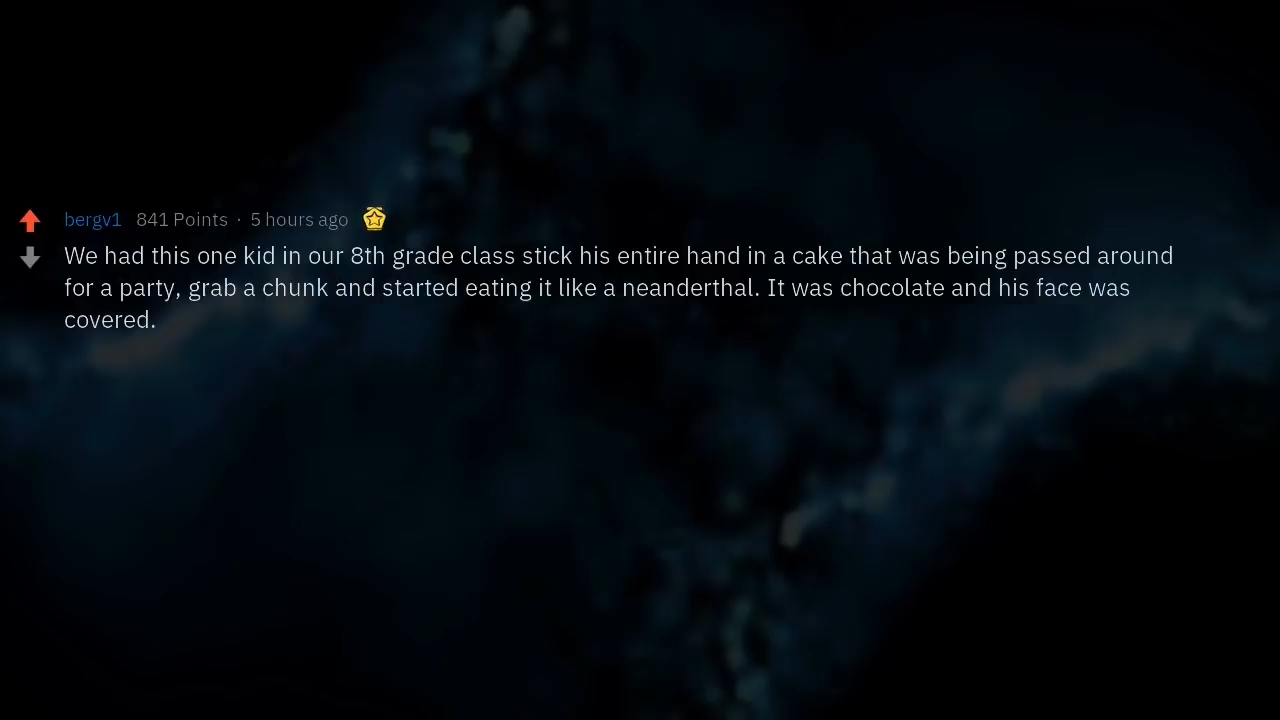 bergv1 841 Points · 5 hours ago
We had this one kid in our 8th grade class stick his entire hand in a cake that was being passed around
for a party, grab a chunk and started eating it like a neanderthal. It was chocolate and his face was
covered.